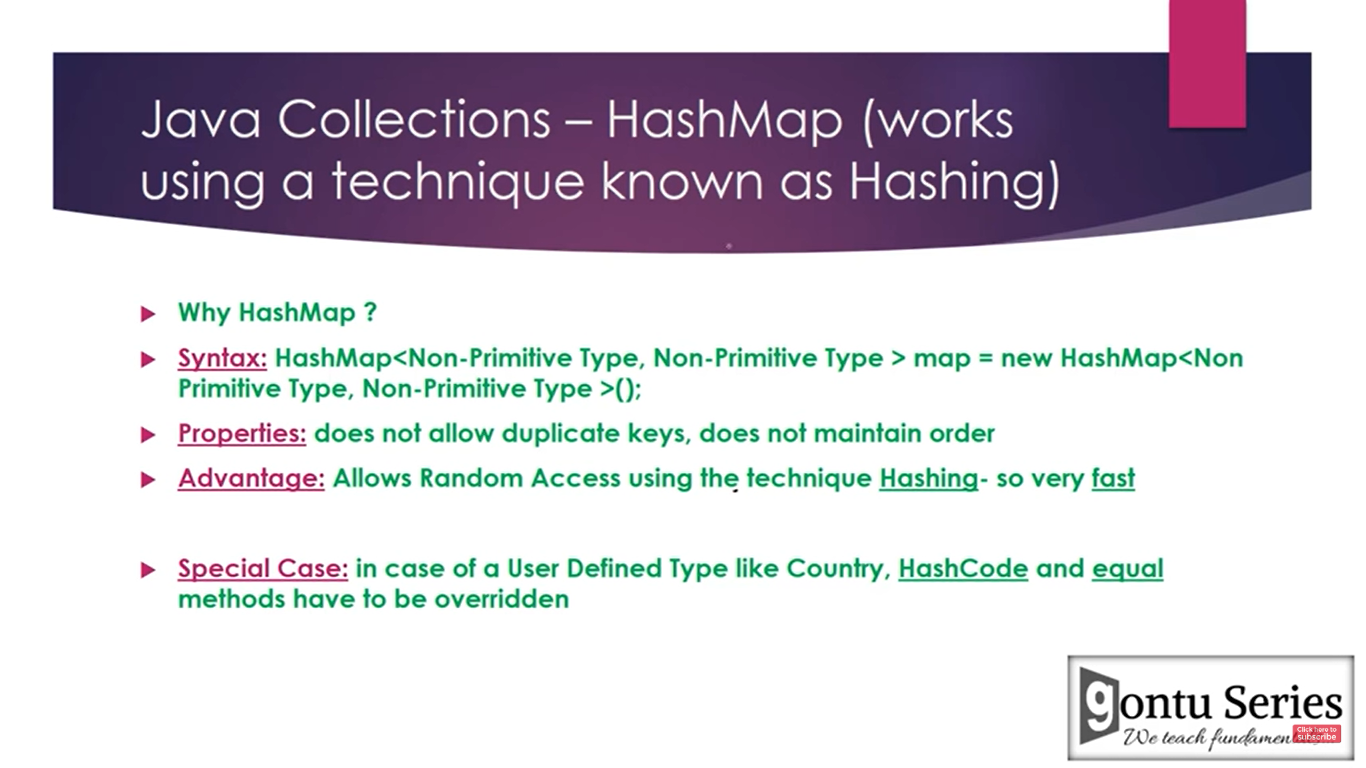 Java Collections – HashMap (works
using a technique known as Hashing)
Why HashMap ?
Syntax: HashMap<Non-Primitive Type, Non-Primitive Type > map = new HashMap<Non
Primitive Type, Non-Primitive Type >();
Properties: does not allow duplicate keys, does not maintain order
Advantage: Allows Random Access using the technique Hashing- so very fast
Special Case: in case of a User Defined Type like Country, HashCode and equal
methods have to be overridden
gontu Series
We teach
Click here to
subscribe